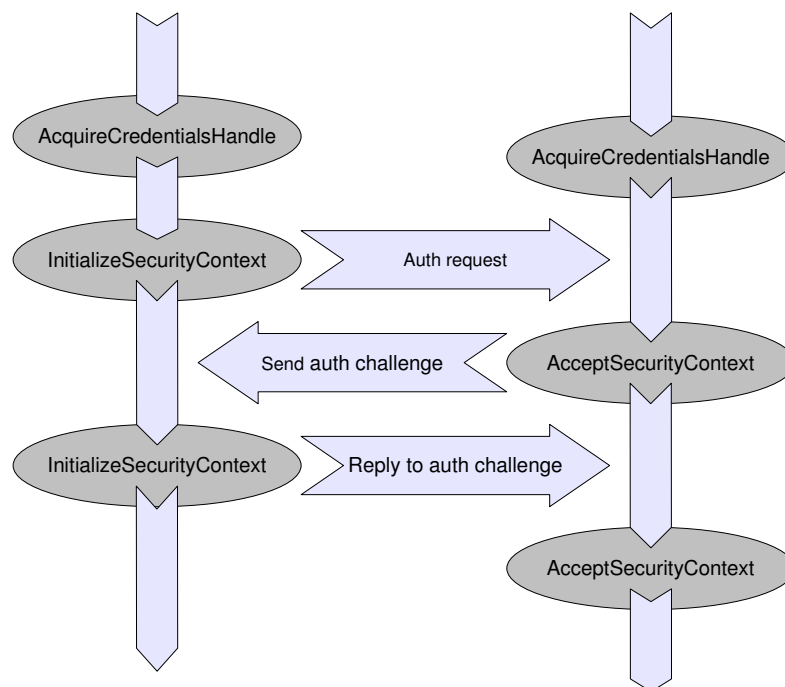 AcquireCredentialsHandle
AcquireCredentialsHandle
InitializeSecurityContext
Auth request
Send auth challenge
AcceptSecurityContext
InitializeSecurityContext
Reply to auth challenge
AcceptSecurityContext